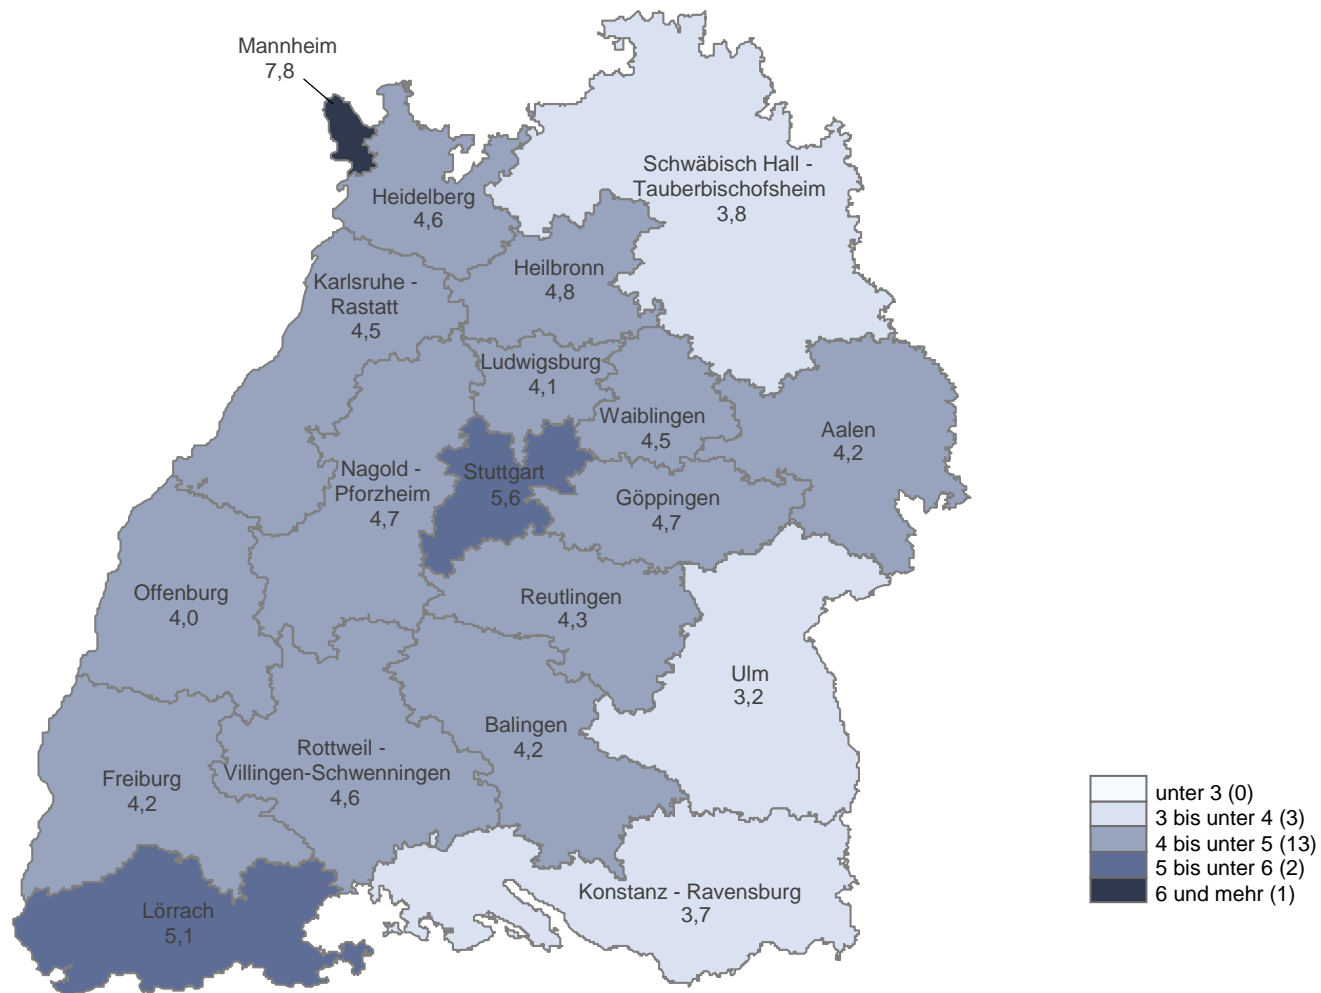 Mannheim
7,8
Schwäbisch Hall -
Tauberbischofsheim
3,8
Heidelberg
4,6
Heilbronn
4,8
Karlsruhe -
Rastatt
4,5
Ludwigsburg
4,1
Waiblingen
4,5
Aalen
4,2
Nagold -
Pforzheim
4,7
Stuttgart
5,6
Göppingen
4,7
Offenburg
4,0
Reutlingen
4,3
Ulm
3,2
Balingen
4,2
Rottweil -
Villingen-Schwenningen
4,6
Freiburg
4,2
Konstanz - Ravensburg
3,7
Lörrach
5,1
unter 3 (0)
3 bis unter 4 (3)
4 bis unter 5 (13)
5 bis unter 6 (2)
6 und mehr (1)